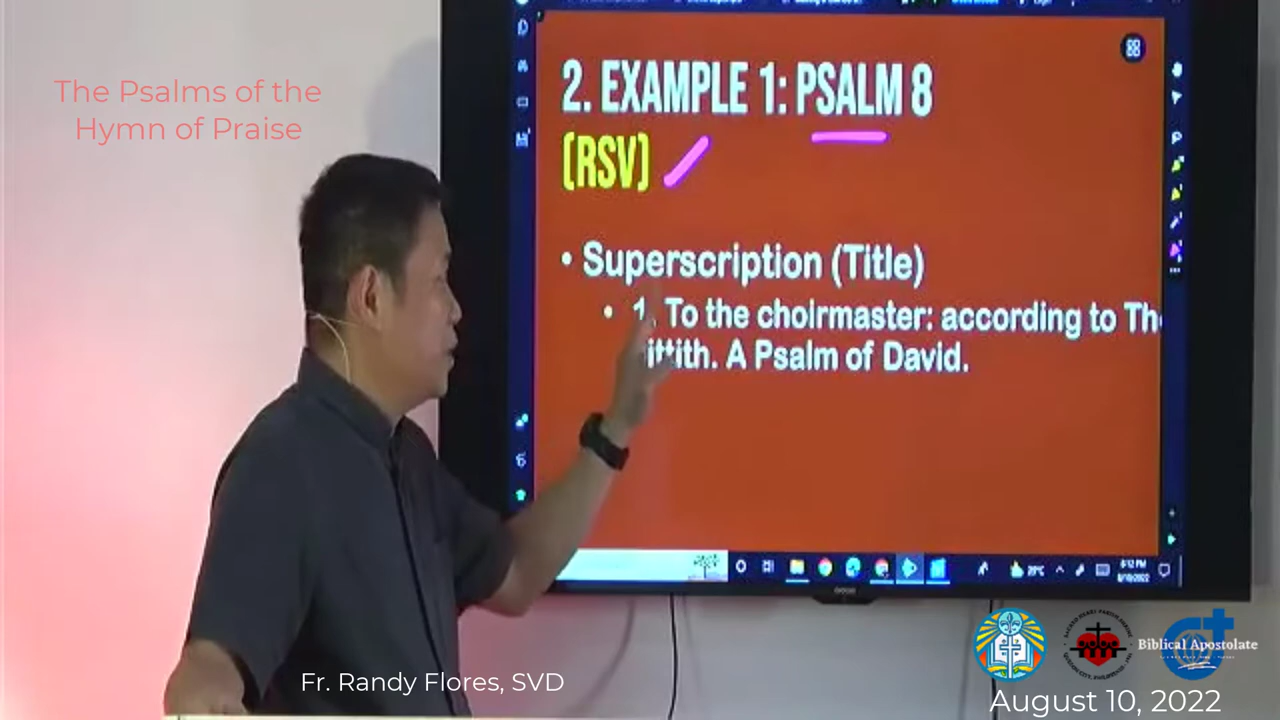 The Psalms of the
Hymn of Praise
2. EXAMPLE 1: PSALM 8
(RSV)
• Superscription (Title)
• 1. To the choirmaster: according to Th
ittith. A Psalm of David.
Fr. Randy Flores, SVD
Biblical Apostolate
August 10, 2022